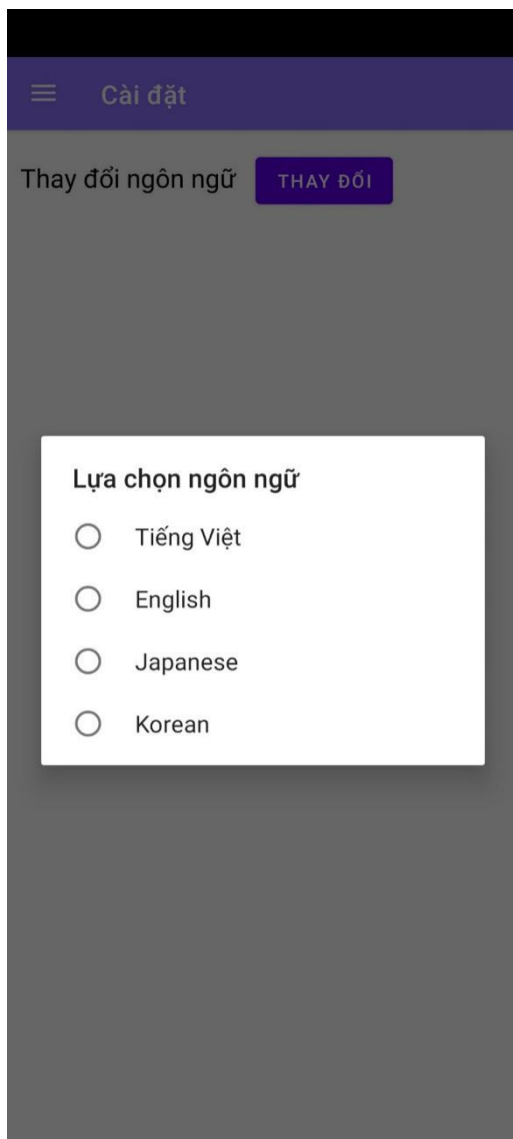 Cài đặt
Thay đổi ngôn ngữ THAY ĐỔI
Lựa chọn ngôn ngữ
Tiếng Việt
English
Japanese
Korean